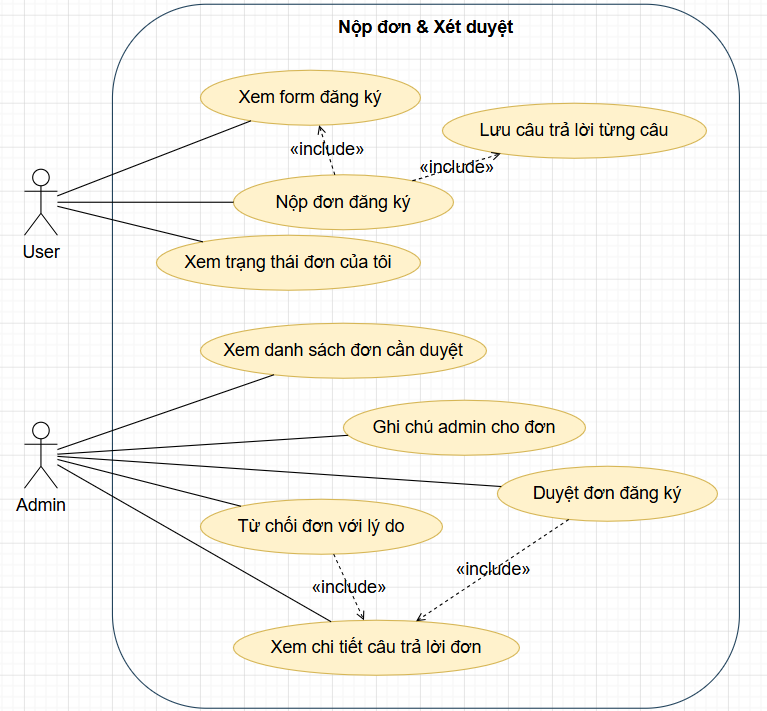 Nộp đơn & Xét duyệt
Xem form đăng ký
Lưu câu trả lời từng câu
«include»
«include»
Nộp đơn đăng ký
User
Xem trạng thái đơn của tôi
Xem danh sách đơn cần duyệt
Ghi chú admin cho đơn
Duyệt đơn đăng ký
Admin
Từ chối đơn với lý do
«include»
«include»
Xem chi tiết câu trả lời đơn